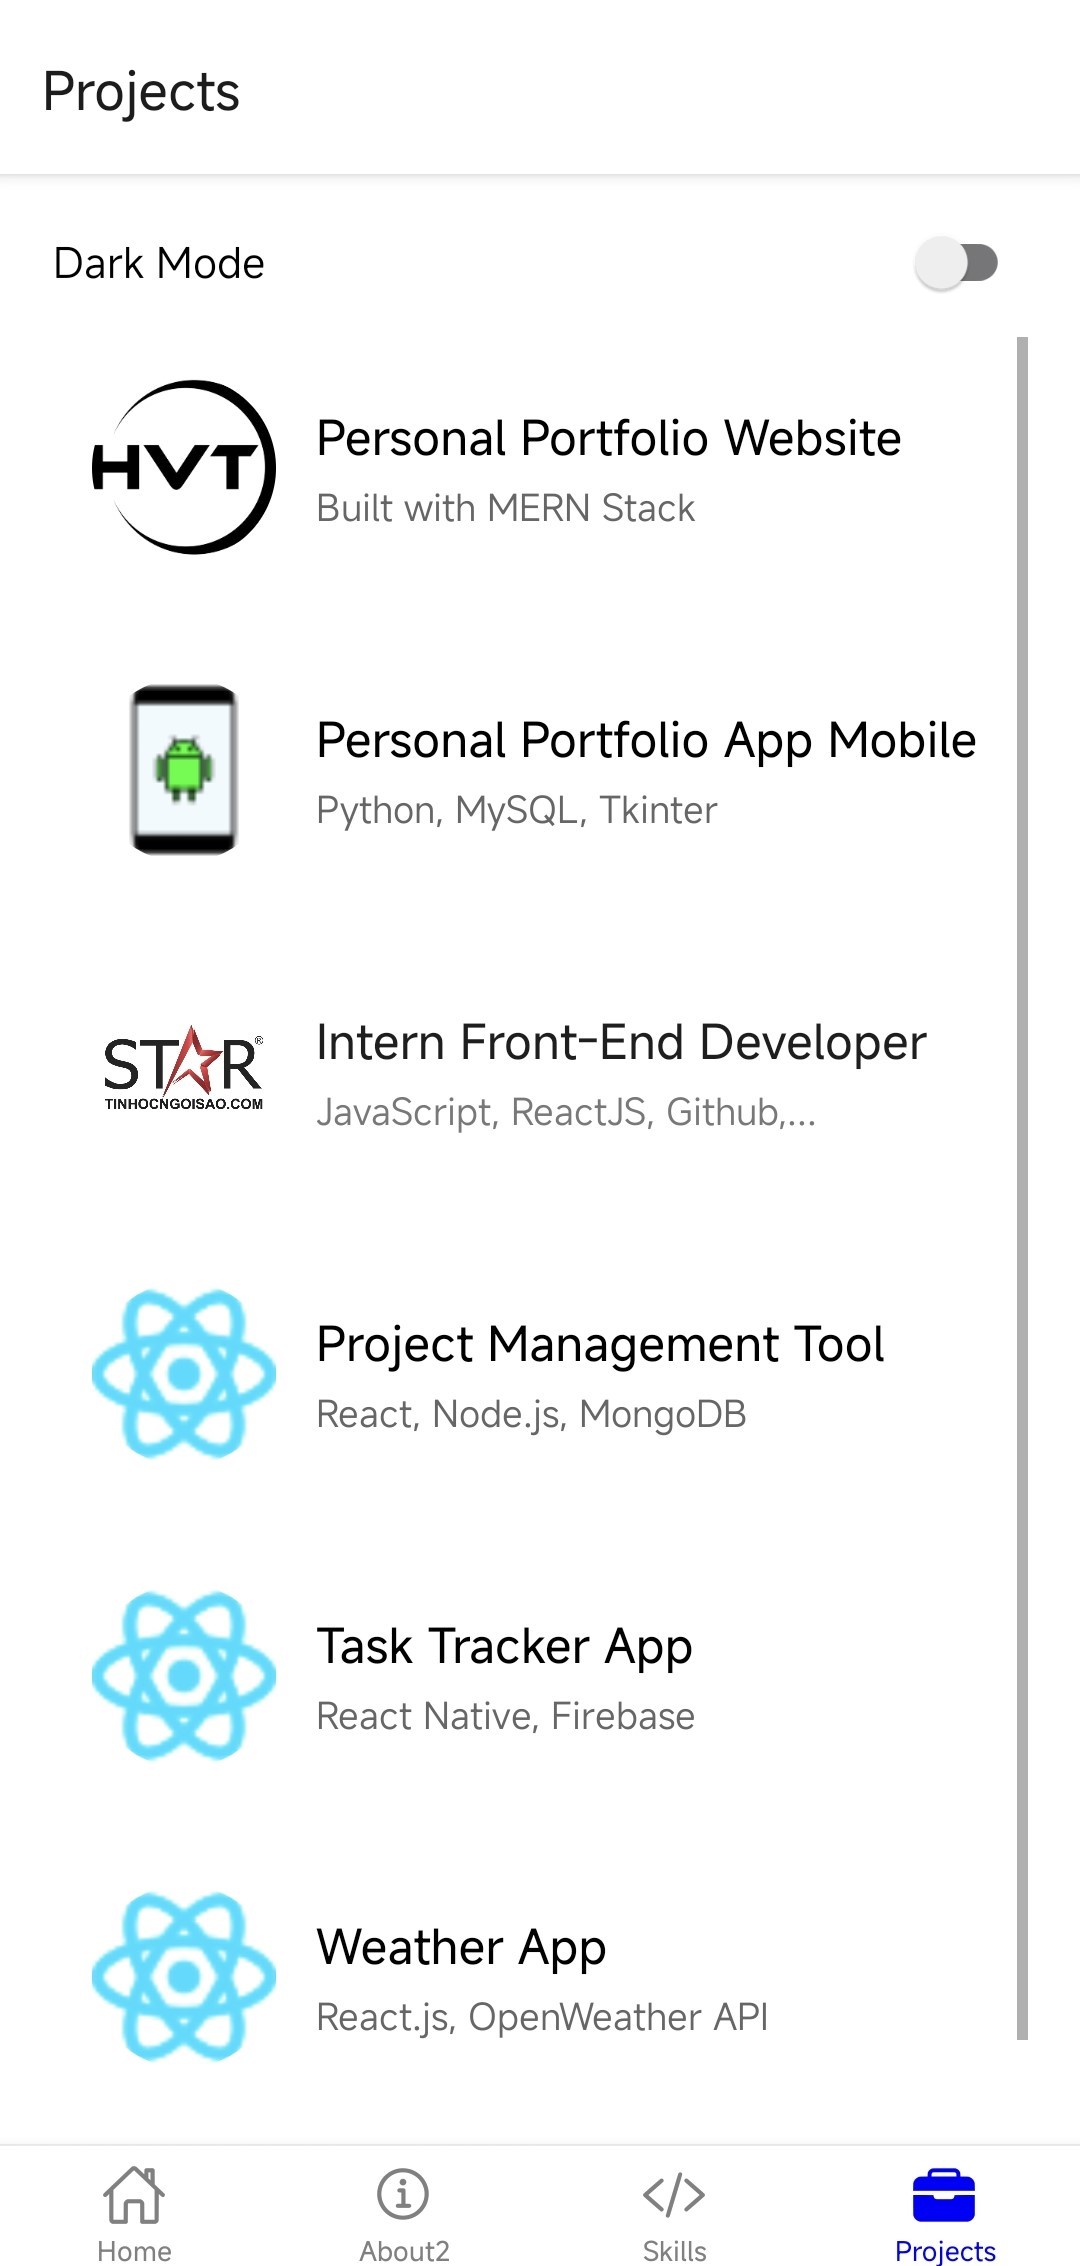 Projects
Dark Mode
HVT
Personal Portfolio Website
Built with MERN Stack
Personal Portfolio App Mobile
Python, MySQL, Tkinter
STAR®
TINHOCNGOISAO.COM
Intern Front-End Developer
JavaScript, ReactJS, Github,...
Project Management Tool
React, Node.js, MongoDB
Task Tracker App
React Native, Firebase
Weather App
React.js, OpenWeather API
Home
About2
Skills
Projects